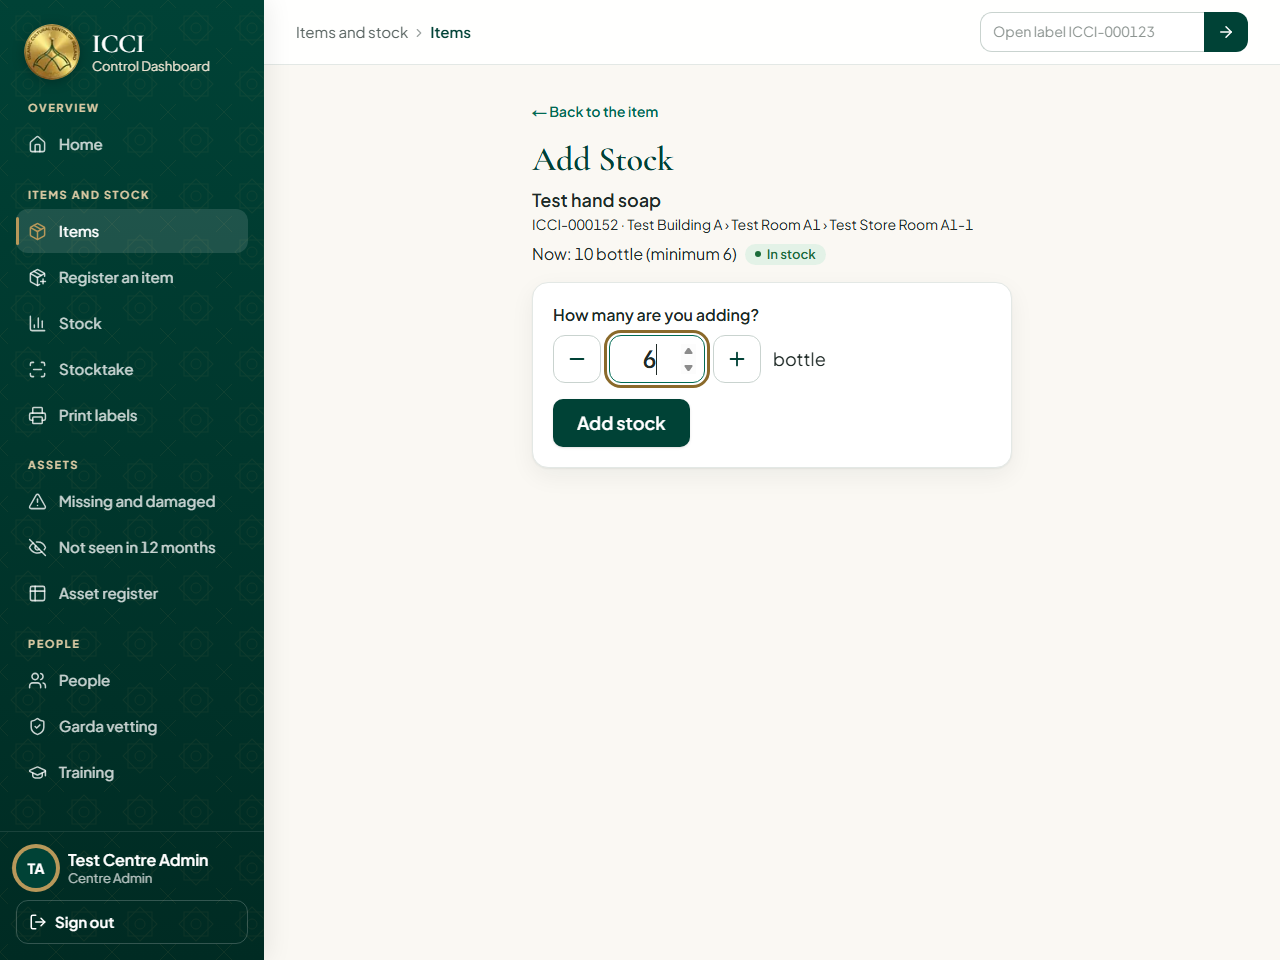 ICCI
Control Dashboard
OVERVIEW
Home
ITEMS AND STOCK
Items
Register an item
Stock
Stocktake
Print labels
ASSETS
Missing and damaged
Not seen in 12 months
Asset register
PEOPLE
People
Garda vetting
Training
TA
Test Centre Admin
Centre Admin
Sign out
Items and stock › Items
Open label ICCI-000123
← Back to the item
Add Stock
Test hand soap
ICCI-000152 · Test Building A › Test Room A1 › Test Store Room A1-1
Now: 10 bottle (minimum 6)
In stock
How many are you adding?
6
bottle
Add stock